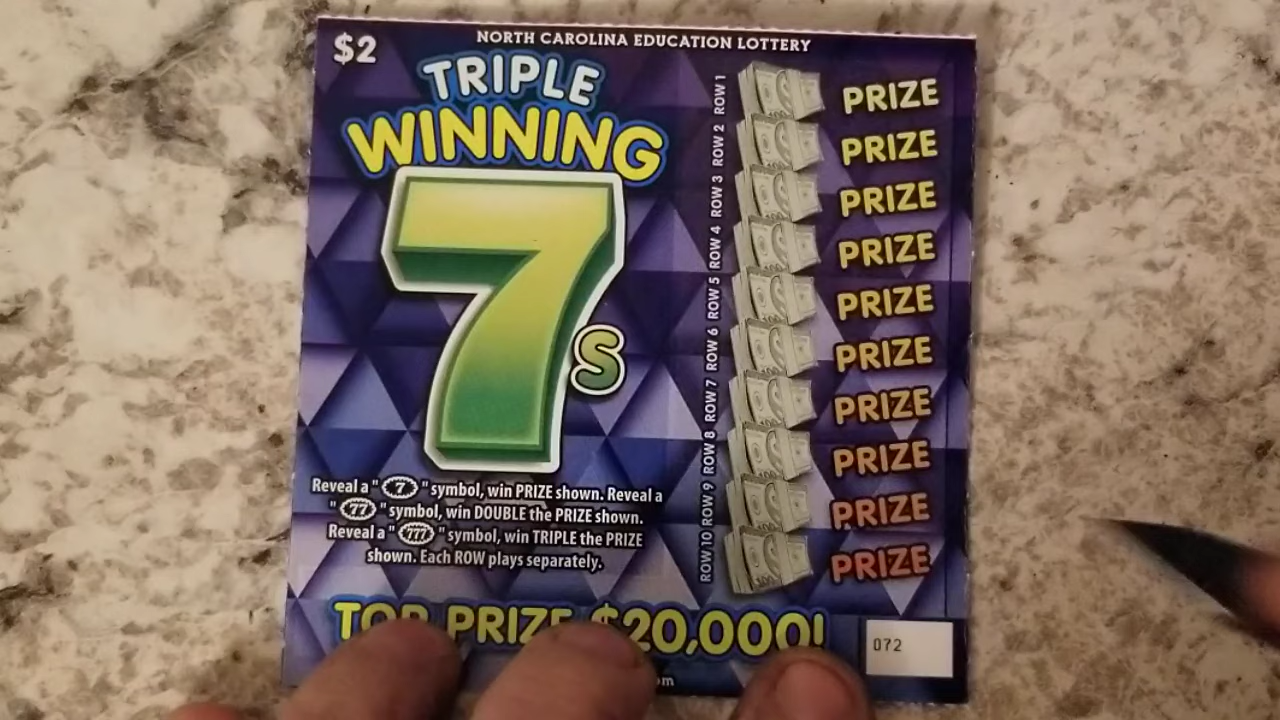 $2
NORTH CAROLINA EDUCATION LOTTERY
TRIPLE
WINNING
7s
Reveal a " 7 " symbol, win PRIZE shown. Reveal a
" 77 " symbol, win DOUBLE the PRIZE shown.
Reveal a " 777 " symbol, win TRIPLE the PRIZE
shown. Each ROW plays separately.
ROW 1 PRIZE
ROW 2 PRIZE
ROW 3 PRIZE
ROW 4 PRIZE
ROW 5 PRIZE
ROW 6 PRIZE
ROW 7 PRIZE
ROW 8 PRIZE
ROW 9 PRIZE
ROW 10 PRIZE
TOP PRIZE $20,000!
072